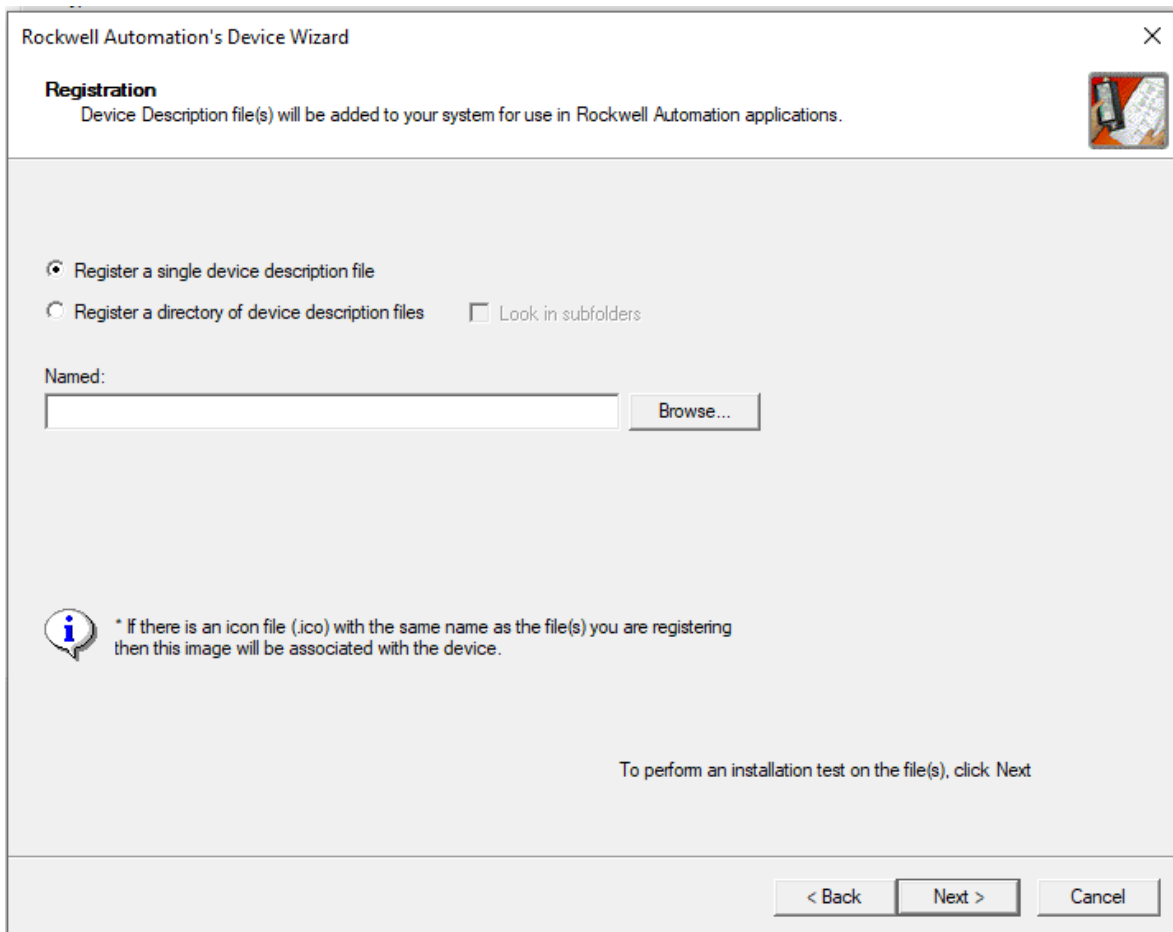 Rockwell Automation's Device Wizard
Registration
Device Description file(s) will be added to your system for use in Rockwell Automation applications.
Register a single device description file
Register a directory of device description files
Look in subfolders
Named:
Browse...
* If there is an icon file (.ico) with the same name as the file(s) you are registering
then this image will be associated with the device.
To perform an installation test on the file(s), click Next
< Back
Next >
Cancel